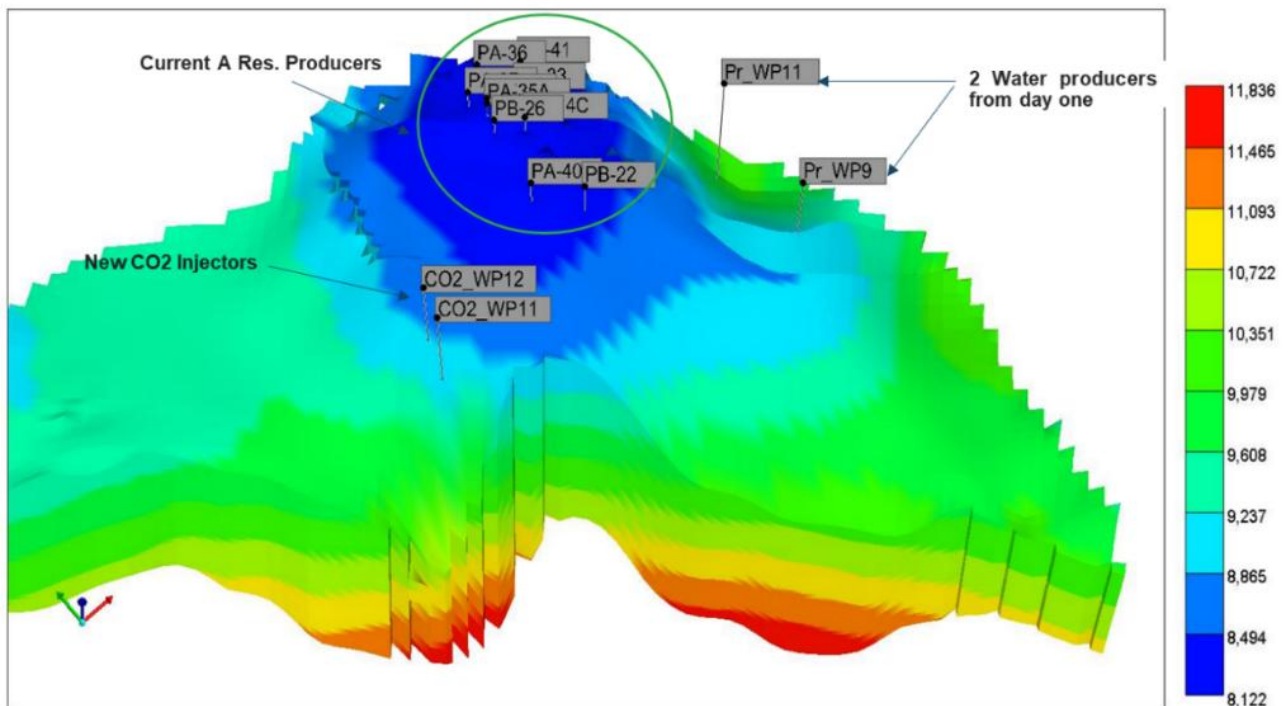 Current A Res. Producers
PA-36
-41
PA-35A
PB-26
4C
PA-40
PB-22
Pr_WP11
2 Water producers
from day one
Pr_WP9
New CO2 Injectors
CO2_WP12
CO2_WP11
11,836
11,465
11,093
10,722
10,351
9,979
9,608
9,237
8,865
8,494
8,122